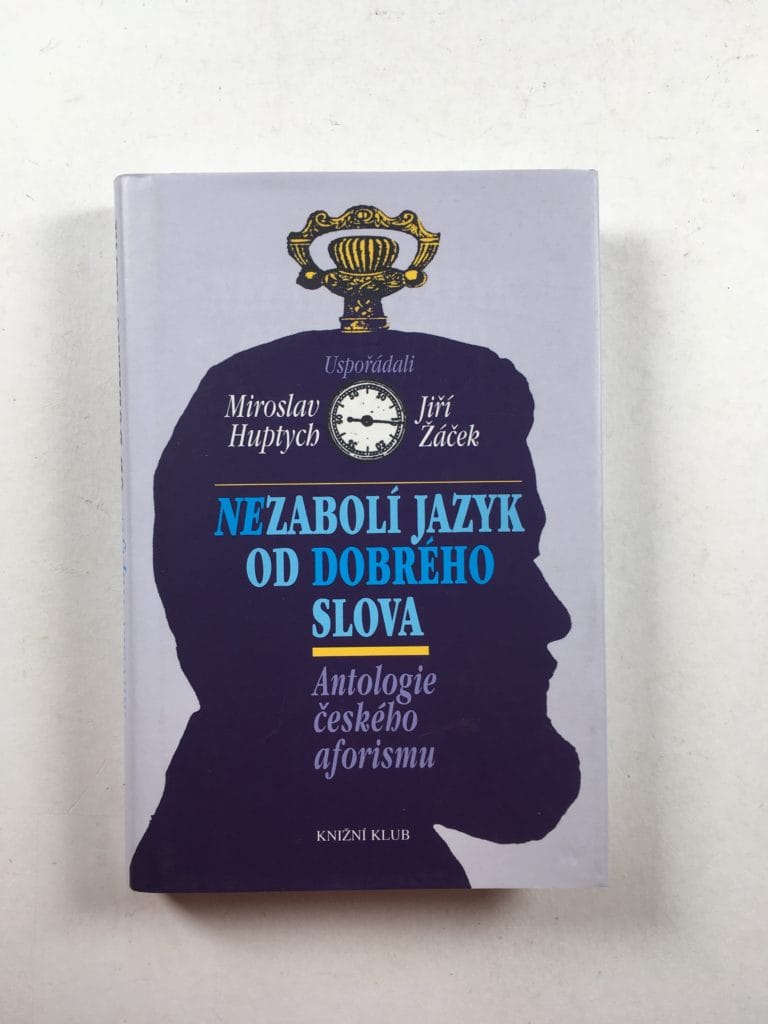 Uspořádali
Miroslav
Huptych
Jiří
Žáček
NEZABOLÍ JAZYK
OD DOBRÉHO
SLOVA
Antologie
českého
aforismu
KNIŽNÍ KLUB